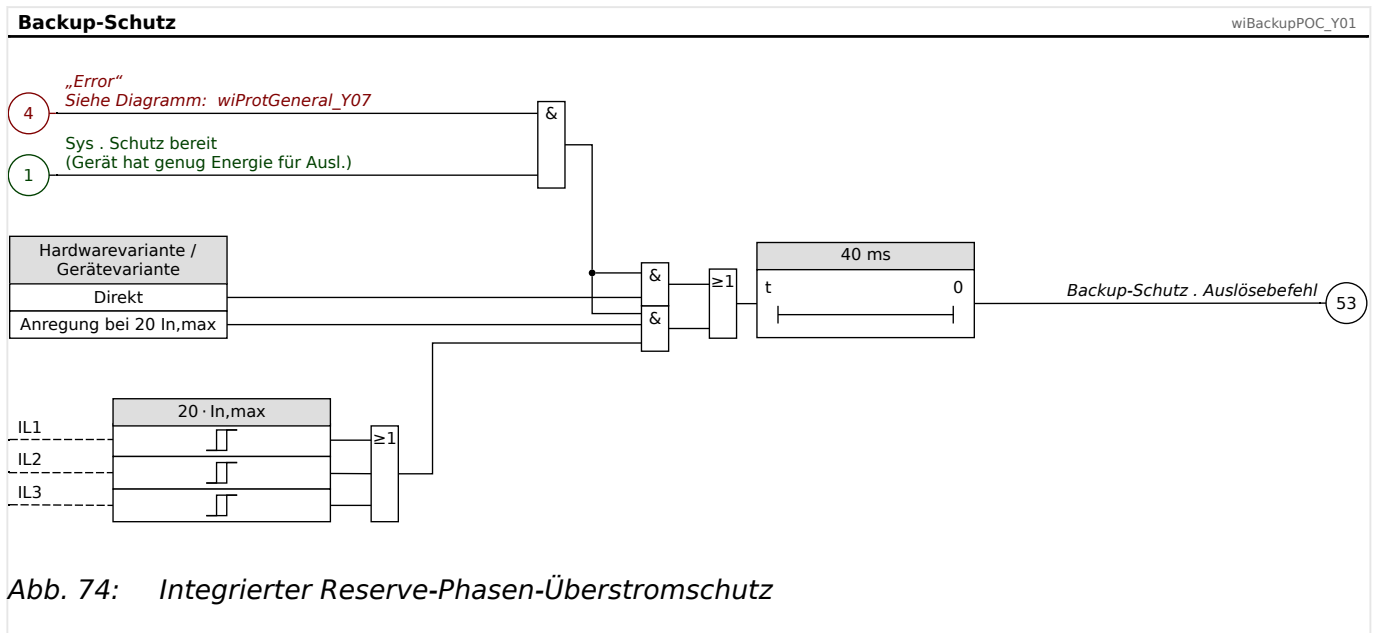 Backup-Schutz
wiBackupPOC_Y01
„Error“
Siehe Diagramm: wiProtGeneral_Y07
4
&
Sys . Schutz bereit
(Gerät hat genug Energie für Ausl.)
1
Hardwarevariante /
Gerätevariante
Direkt
Anregung bei 20 In,max
&
&
≥1
40 ms
t 0
Backup-Schutz . Auslösebefehl
53
20 · In,max
IL1
IL2
IL3
≥1
Abb. 74: Integrierter Reserve-Phasen-Überstromschutz